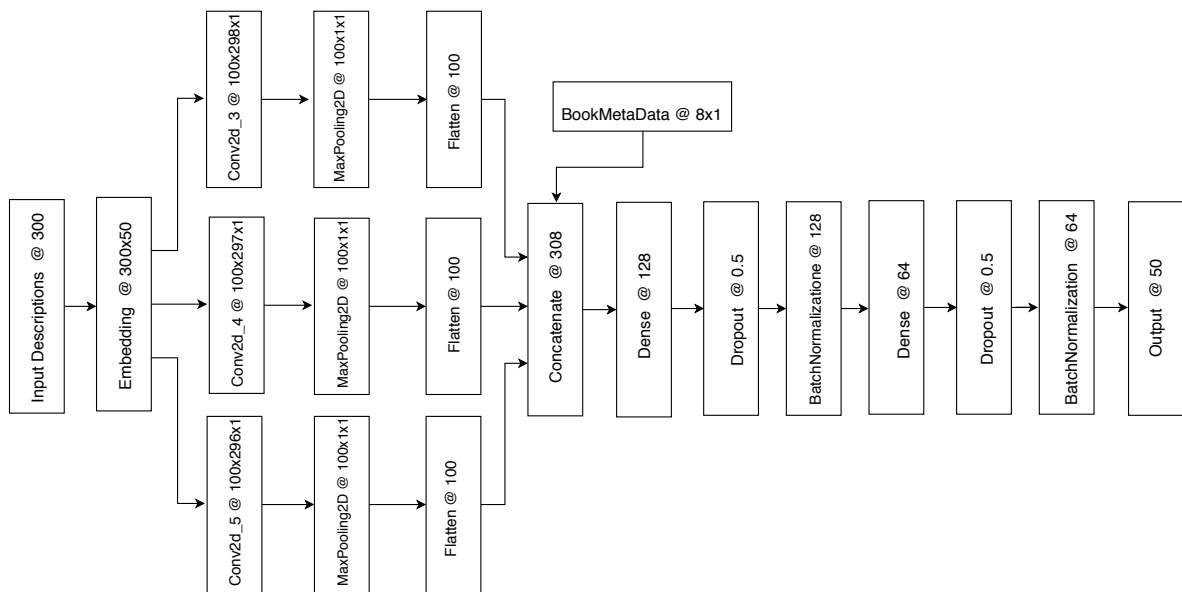 Input Descriptions @ 300
Embedding @ 300x50
Conv2d_3 @ 100x298x1
MaxPooling2D @ 100x1x1
Flatten @ 100
Conv2d_4 @ 100x297x1
MaxPooling2D @ 100x1x1
Flatten @ 100
Conv2d_5 @ 100x296x1
MaxPooling2D @ 100x1x1
Flatten @ 100
BookMetaData @ 8x1
Concatenate @ 308
Dense @ 128
Dropout @ 0.5
BatchNormalizatione @ 128
Dense @ 64
Dropout @ 0.5
BatchNormalization @ 64
Output @ 50